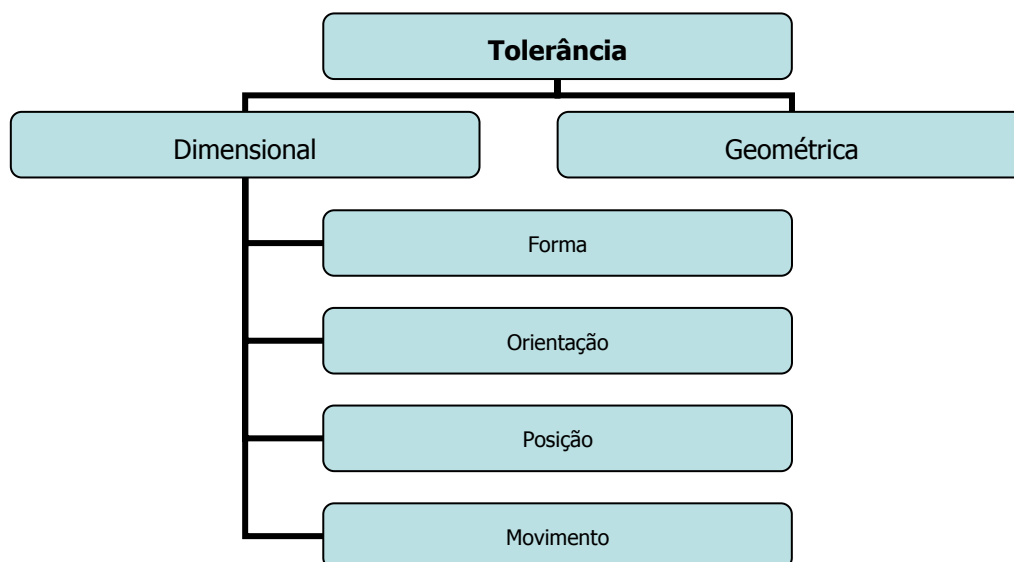 Tolerância
Dimensional
Geométrica
Forma
Orientação
Posição
Movimento